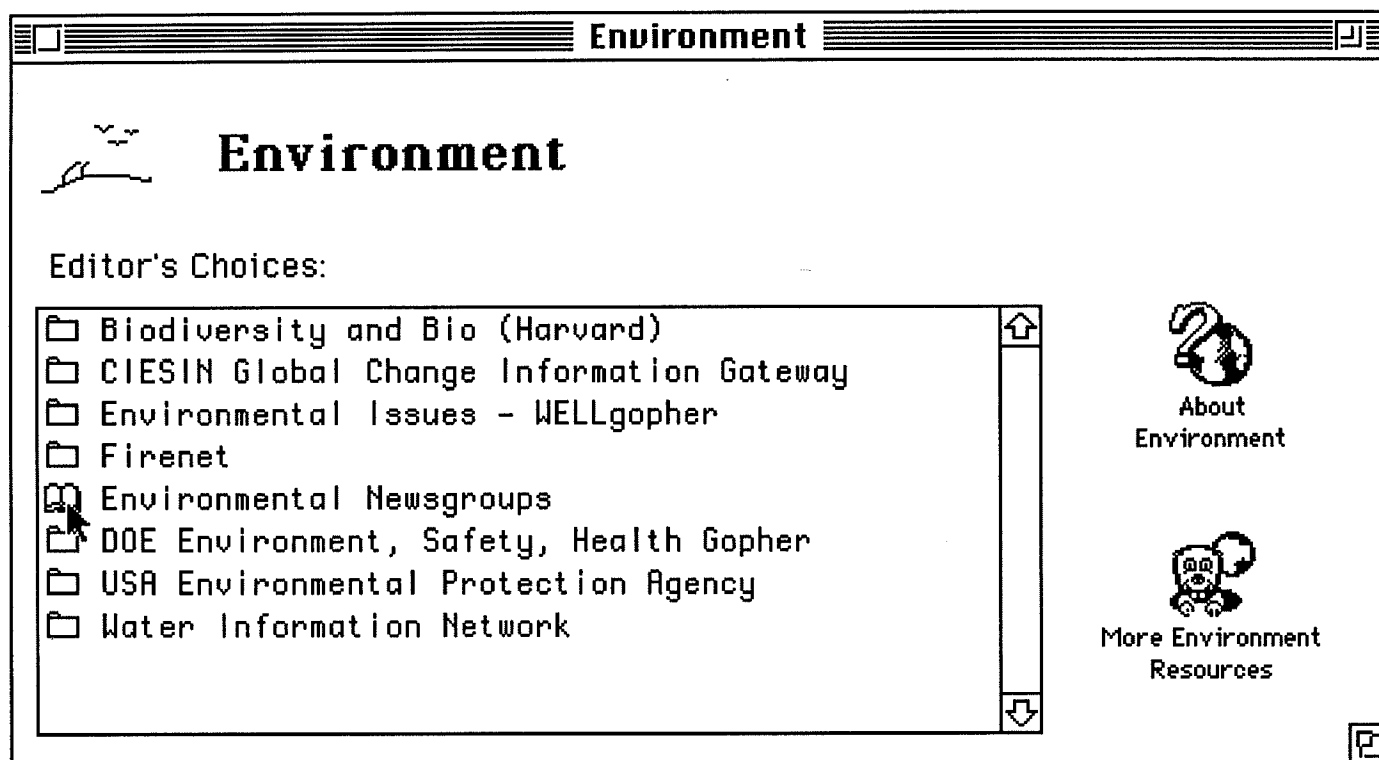 Environment
Environment
Editor's Choices:
Biodiversity and Bio (Harvard)
CIESIN Global Change Information Gateway
Environmental Issues - WELLgopher
Firenet
Environmental Newsgroups
DOE Environment, Safety, Health Gopher
USA Environmental Protection Agency
Water Information Network
About
Environment
More Environment
Resources